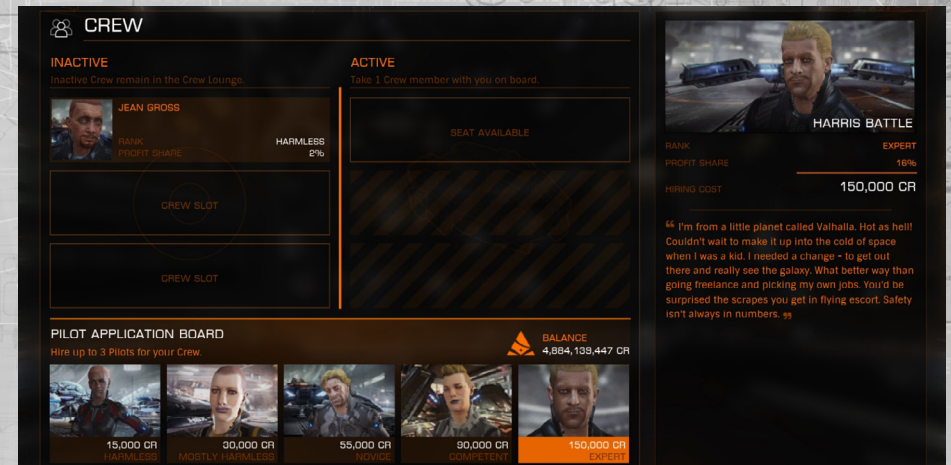 CREW
INACTIVE
Inactive Crew remain in the Crew Lounge.
JEAN GROSS
RANK HARMLESS
PROFIT SHARE 2%
CREW SLOT
CREW SLOT
ACTIVE
Take 1 Crew member with you on board.
SEAT AVAILABLE
PILOT APPLICATION BOARD
Hire up to 3 Pilots for your Crew.
BALANCE
4,884,139,447 CR
15,000 CR
HARMLESS
30,000 CR
MOSTLY HARMLESS
55,000 CR
NOVICE
90,000 CR
COMPETENT
150,000 CR
EXPERT
HARRIS BATTLE
RANK EXPERT
PROFIT SHARE 16%
HIRING COST 150,000 CR
“ I'm from a little planet called Valhalla. Hot as hell!
Couldn't wait to make it up into the cold of space
when I was a kid. I needed a change - to get out
there and really see the galaxy. What better way than
going freelance and picking my own jobs. You'd be
surprised the scrapes you get in flying escort. Safety
isn't always in numbers. ”